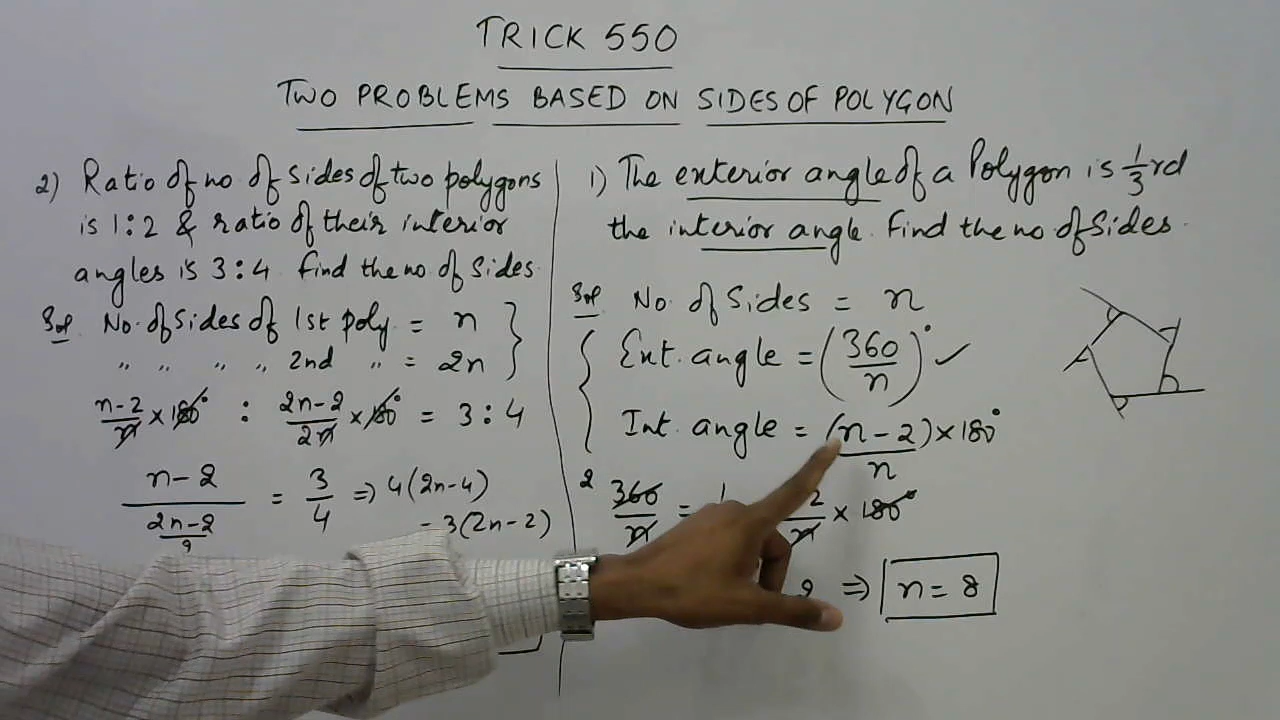 TRICK 550
TWO PROBLEMS BASED ON SIDES OF POLYGON
2) Ratio of no of sides of two polygons
is 1:2 & ratio of their interior
angles is 3:4 find the no of sides.
Sol No. of sides of 1st poly = n
" " " " 2nd " = 2n
n-2/n × 180° : 2n-2/2n × 180° = 3:4
n-2 / 2n-2/2 = 3/4 ⇒ 4(2n-4)
= 3(2n-2)
1) The exterior angle of a Polygon is 1/3rd
the interior angle. Find the no of sides.
Sol No. of sides = n
Ext. angle = (360/n)° ✓
Int. angle = (n-2)×180°/n
2 360/n = 1 2/n × 180°
⇒ n = 8